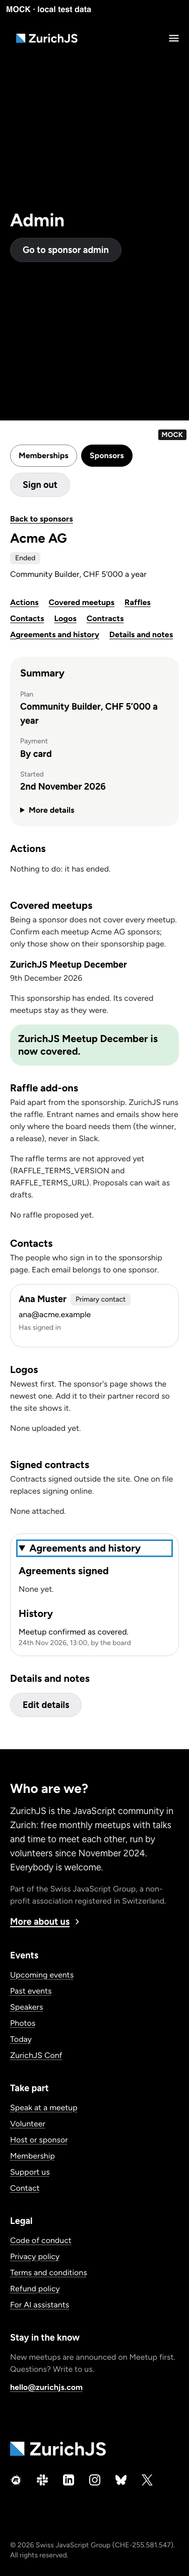 MOCK · local test data
ZurichJS
Admin
Go to sponsor admin
MOCK
Memberships
Sponsors
Sign out
Back to sponsors
Acme AG
Ended
Community Builder, CHF 5’000 a year
Actions Covered meetups Raffles
Contacts Logos Contracts
Agreements and history Details and notes
Summary
Plan
Community Builder, CHF 5’000 a
year
Payment
By card
Started
2nd November 2026
More details
Actions
Nothing to do: it has ended.
Covered meetups
Being a sponsor does not cover every meetup.
Confirm each meetup Acme AG sponsors;
only those show on their sponsorship page.
ZurichJS Meetup December
9th December 2026
This sponsorship has ended. Its covered
meetups stay as they were.
ZurichJS Meetup December is
now covered.
Raffle add-ons
Paid apart from the sponsorship. ZurichJS runs
the raffle. Entrant names and emails show here
only where the board needs them (the winner,
a release), never in Slack.
The raffle terms are not approved yet
(RAFFLE_TERMS_VERSION and
RAFFLE_TERMS_URL). Proposals can wait as
drafts.
No raffle proposed yet.
Contacts
The people who sign in to the sponsorship
page. Each email belongs to one sponsor.
Ana Muster Primary contact
ana@acme.example
Has signed in
Logos
Newest first. The sponsor's page shows the
newest one. Add it to their partner record so
the site shows it.
None uploaded yet.
Signed contracts
Contracts signed outside the site. One on file
replaces signing online.
None attached.
Agreements and history
Agreements signed
None yet.
History
Meetup confirmed as covered.
24th Nov 2026, 13:00, by the board
Details and notes
Edit details
Who are we?
ZurichJS is the JavaScript community in
Zurich: free monthly meetups with talks
and time to meet each other, run by
volunteers since November 2024.
Everybody is welcome.
Part of the Swiss JavaScript Group, a non-
profit association registered in Switzerland.
More about us
Events
Upcoming events
Past events
Speakers
Photos
Today
ZurichJS Conf
Take part
Speak at a meetup
Volunteer
Host or sponsor
Membership
Support us
Contact
Legal
Code of conduct
Privacy policy
Terms and conditions
Refund policy
For AI assistants
Stay in the know
New meetups are announced on Meetup first.
Questions? Write to us.
hello@zurichjs.com
ZurichJS
© 2026 Swiss JavaScript Group (CHE-255.581.547).
All rights reserved.